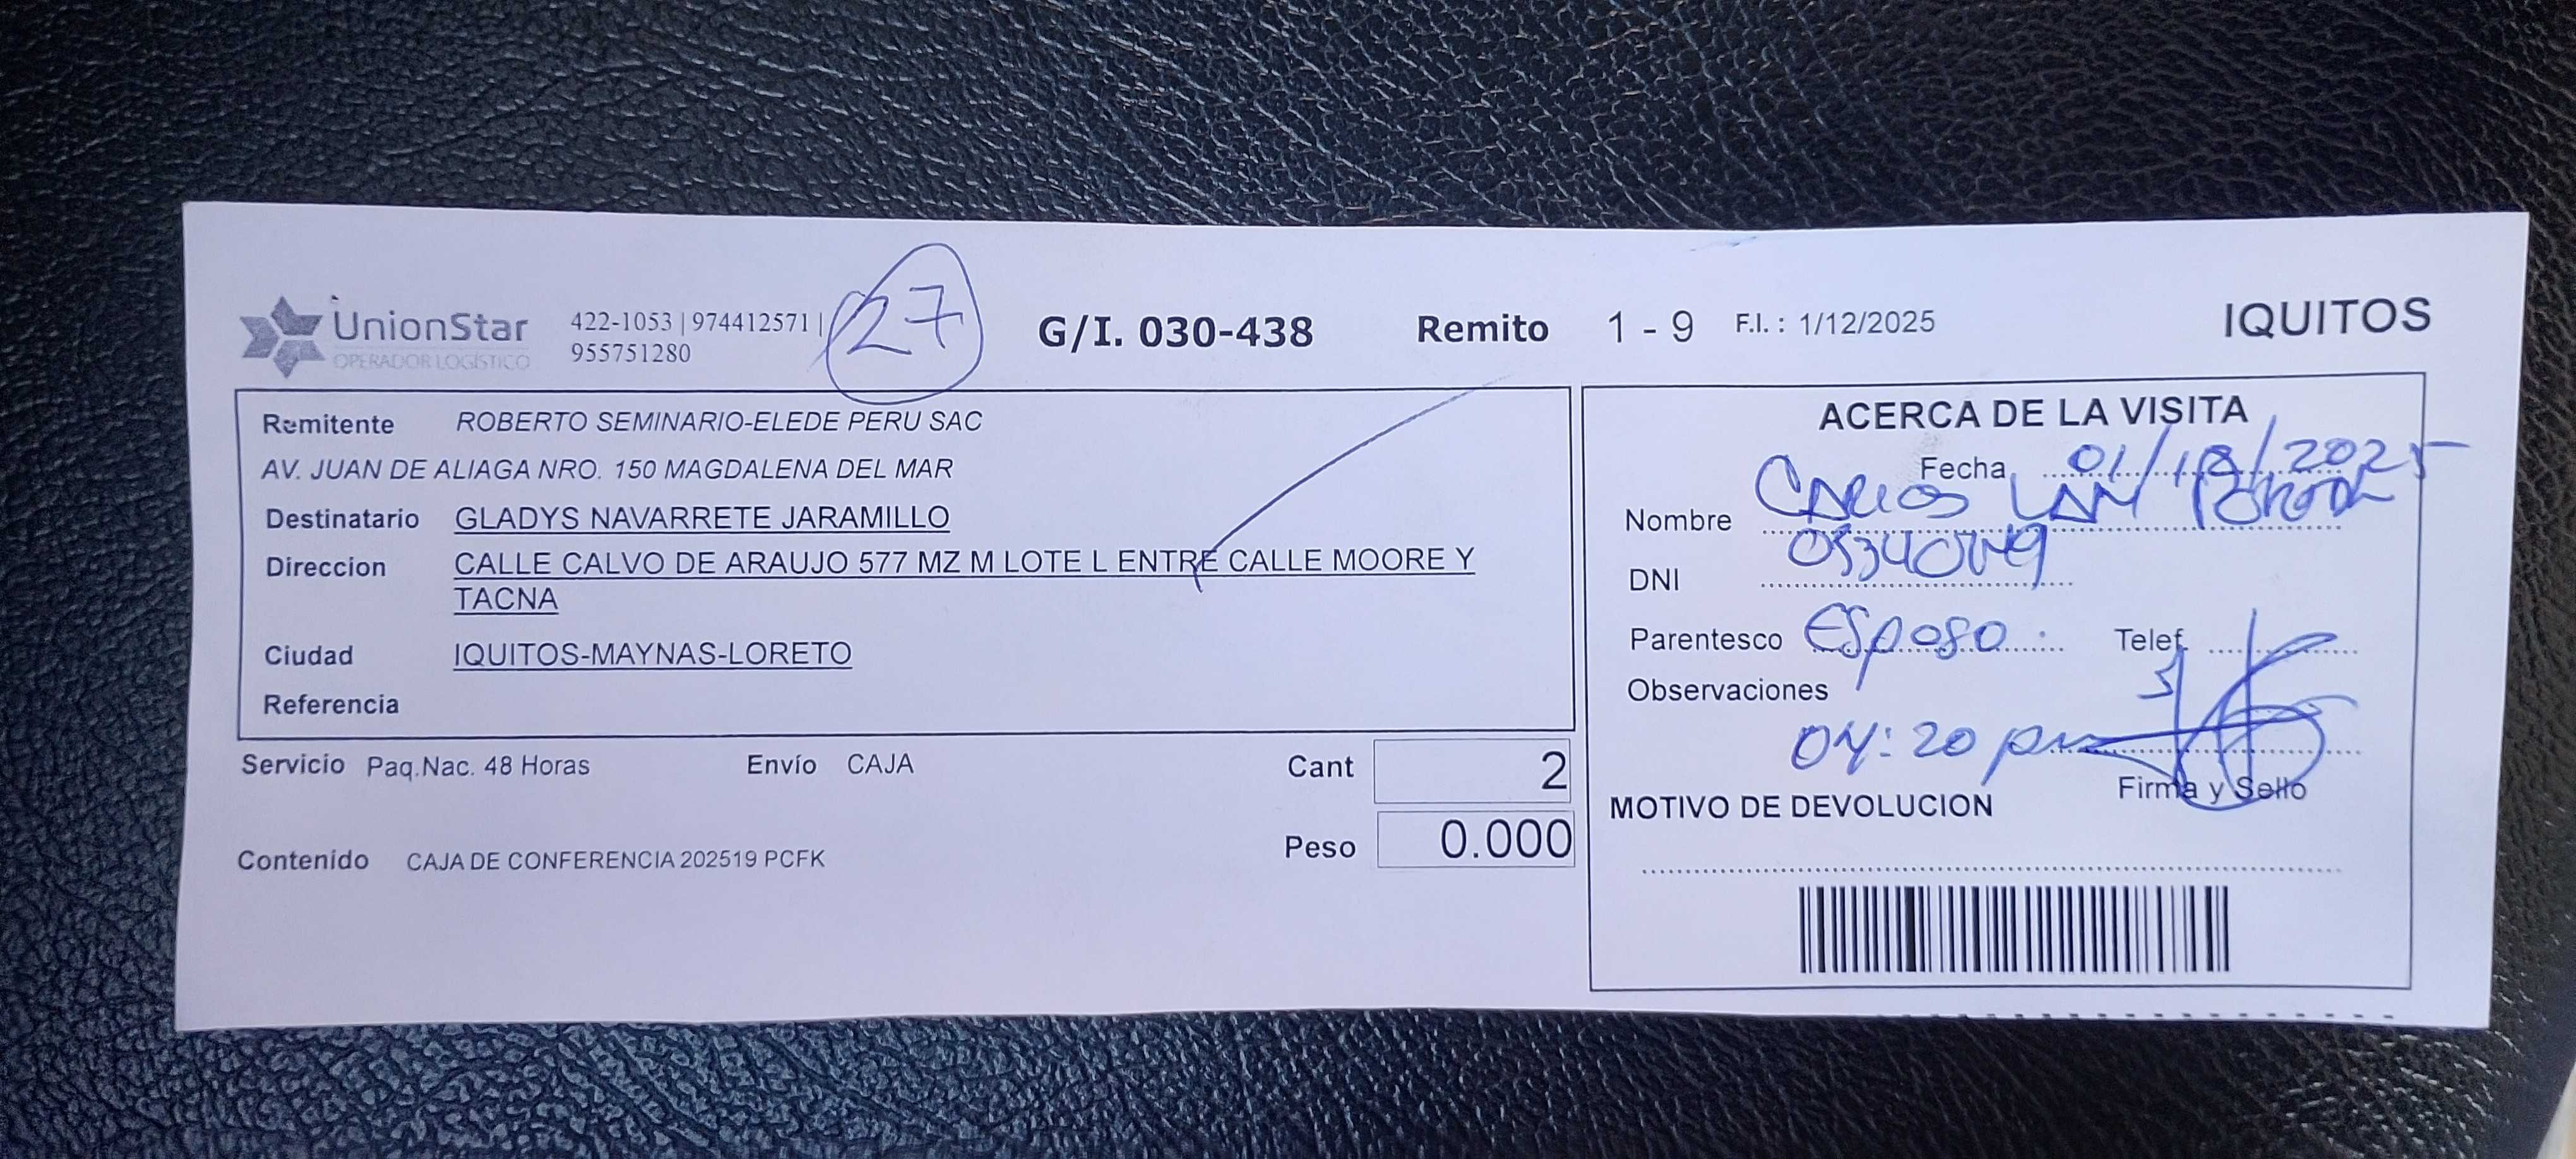 UnionStar
OPERADOR LOGÍSTICO
422-1053 | 974412571 |
955751280
27
G/I. 030-438
Remito 1 - 9 F.I. : 1/12/2025
IQUITOS
Remitente ROBERTO SEMINARIO-ELEDE PERU SAC
AV. JUAN DE ALIAGA NRO. 150 MAGDALENA DEL MAR
Destinatario GLADYS NAVARRETE JARAMILLO
Direccion CALLE CALVO DE ARAUJO 577 MZ M LOTE L ENTRE CALLE MOORE Y
TACNA
Ciudad IQUITOS-MAYNAS-LORETO
Referencia
Servicio Paq.Nac. 48 Horas Envío CAJA Cant 2
Peso 0.000
Contenido CAJA DE CONFERENCIA 202519 PCFK
ACERCA DE LA VISITA
Fecha 01/12/2025
Nombre Carlos LAM
DNI
Parentesco Esposo Telef.
Observaciones
04:20 pm
Firma y Sello
MOTIVO DE DEVOLUCION